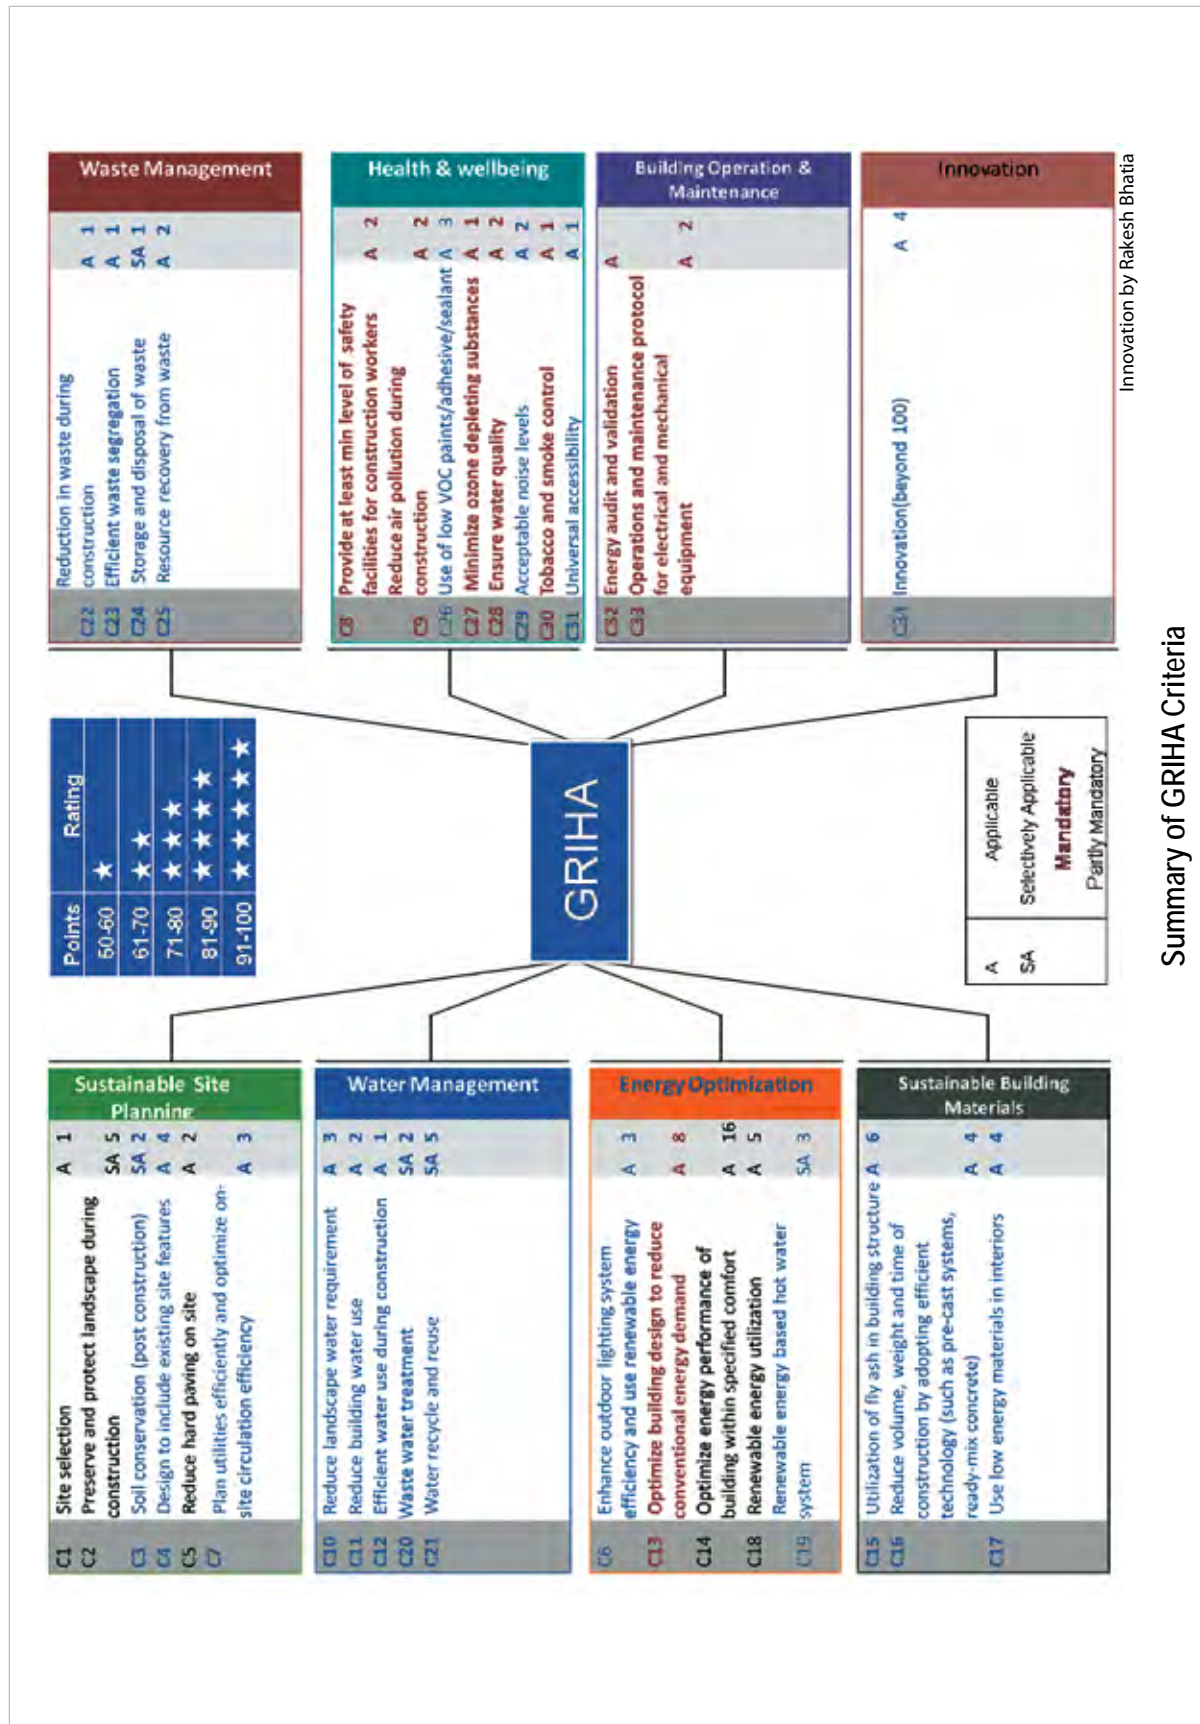 Sustainable Site
Planning
C1 Site selection A 1
C2 Preserve and protect landscape during
construction SA 5
C3 Soil conservation (post construction) SA 2
C4 Design to include existing site features A 4
C5 Reduce hard paving on site A 2
C7 Plan utilities efficiently and optimize on-
site circulation efficiency A 3
Water Management
C10 Reduce landscape water requirement A 3
C11 Reduce building water use A 2
C12 Efficient water use during construction A 1
C20 Waste water treatment SA 2
C21 Water recycle and reuse SA 5
Energy Optimization
C6 Enhance outdoor lighting system
efficiency and use renewable energy A 3
C13 Optimize building design to reduce
conventional energy demand A 8
C14 Optimize energy performance of
building within specified comfort A 16
C18 Renewable energy utilization A 5
Renewable energy based hot water
C19 system SA 3
Sustainable Building
Materials
C15 Utilization of fly ash in building structure A 6
C16 Reduce volume, weight and time of
construction by adopting efficient
technology (such as pre-cast systems,
ready-mix concrete) A 4
C17 Use low energy materials in interiors A 4
Points Rating
50-60 ★
61-70 ★ ★
71-80 ★ ★ ★
81-90 ★ ★ ★ ★
91-100 ★ ★ ★ ★ ★
GRIHA
A Applicable
SA Selectively Applicable
Mandatory
Partly Mandatory
Waste Management
Reduction in waste during
C22 construction A 1
C23 Efficient waste segregation A 1
C24 Storage and disposal of waste SA 1
C25 Resource recovery from waste A 2
Health & wellbeing
C8 Provide at least min level of safety
facilities for construction workers A 2
Reduce air pollution during
C9 construction A 2
C26 Use of low VOC paints/adhesive/sealant A 3
C27 Minimize ozone depleting substances A 1
C28 Ensure water quality A 2
C29 Acceptable noise levels A 2
C30 Tobacco and smoke control A 1
C31 Universal accessibility A 1
Building Operation &
Maintenance
C32 Energy audit and validation A
C33 Operations and maintenance protocol
for electrical and mechanical
equipment A 2
Innovation
C34 Innovation(beyond 100) A 4
Innovation by Rakesh Bhatia
Summary of GRIHA Criteria